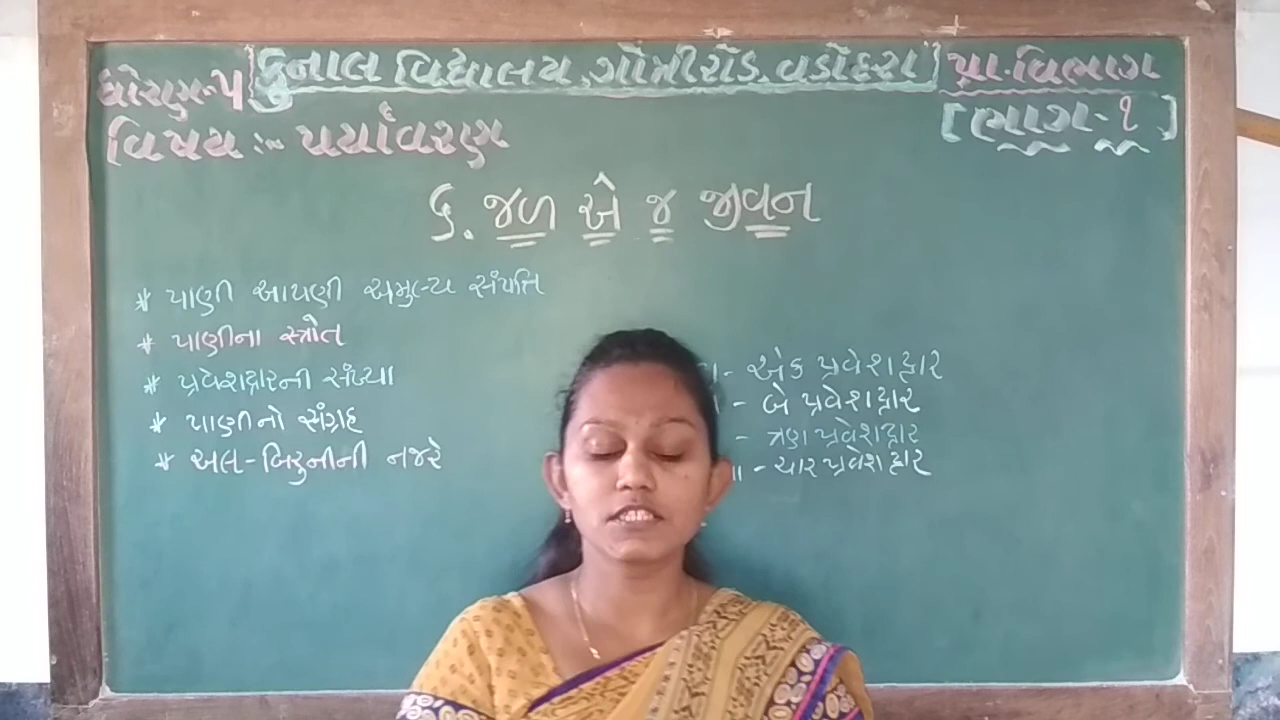 ધોરણ-૫ કુનાલ વિદ્યાલય, ગોત્રીરોડ, વડોદરા પ્રા.વિભાગ
વિષય :- પર્યાવરણ [ભાગ-૧]
૬. જળ એ જ જીવન
* પાણી આપણી અમુલ્ય સંપતિ
* પાણીના સ્ત્રોત
* પ્રવેશદ્વારની સંખ્યા
* પાણીનો સંગ્રહ
* અલ-બિરુનીની નજરે
- એક પ્રવેશદ્વાર
- બે પ્રવેશદ્વાર
- ત્રણ પ્રવેશદ્વાર
- ચાર પ્રવેશદ્વાર